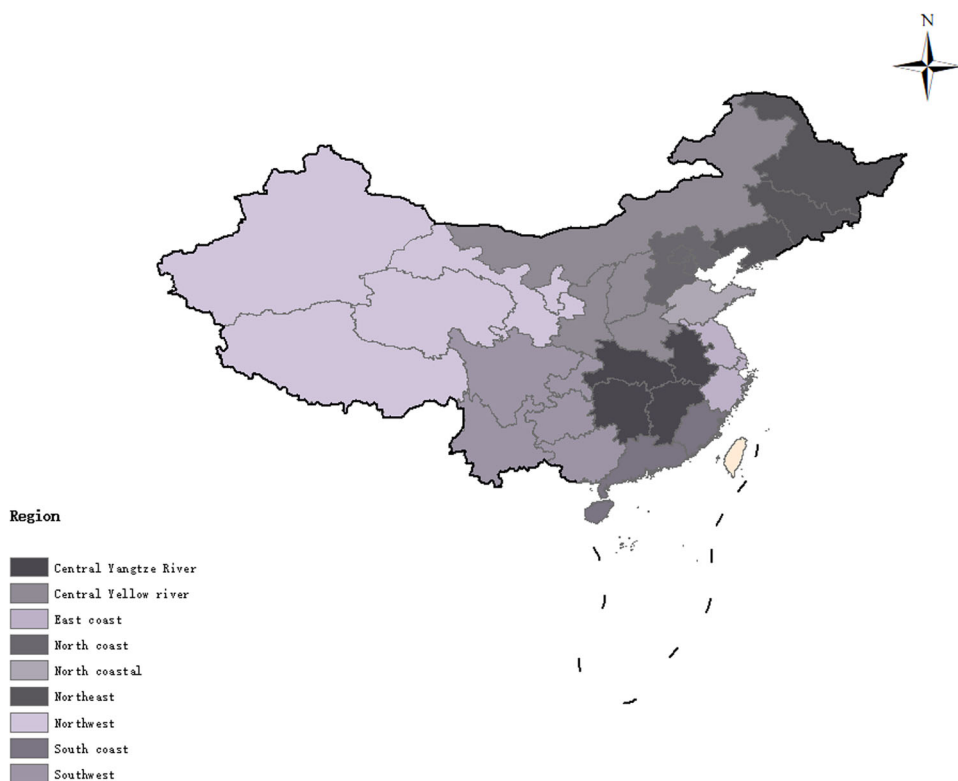 N
Region
Central Yangtze River
Central Yellow river
East coast
North coast
North coastal
Northeast
Northwest
South coast
Southwest